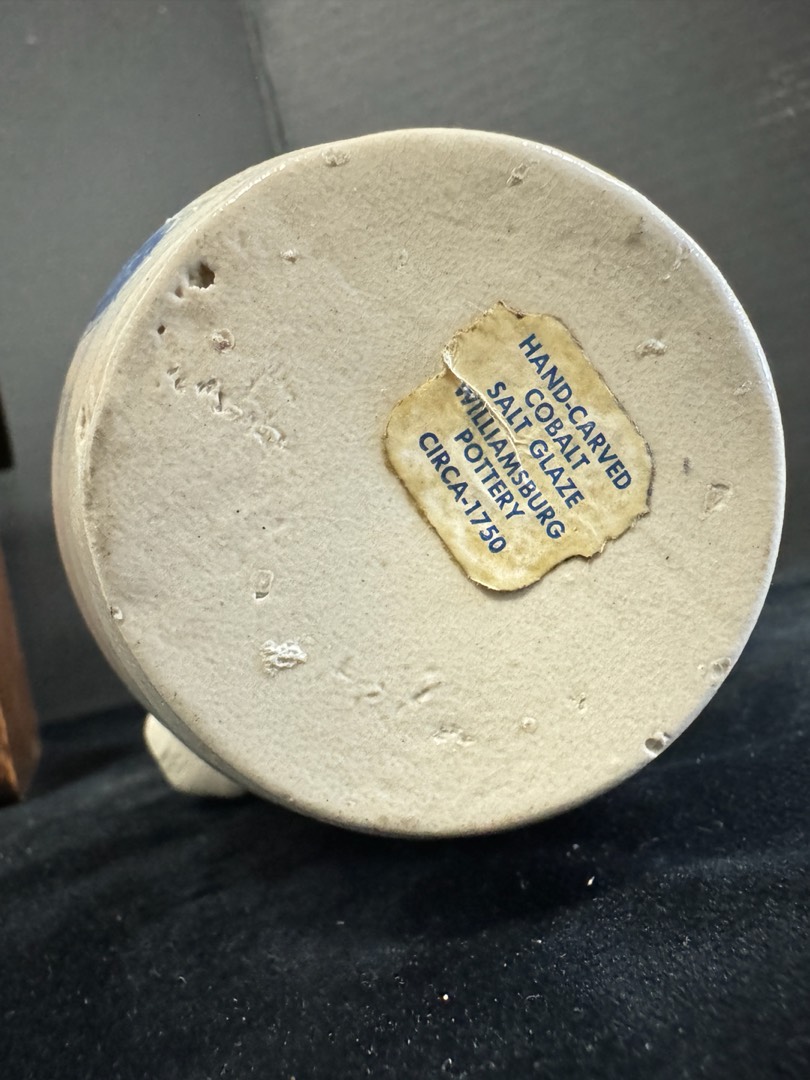 HAND-CARVED
COBALT
SALT GLAZE
WILLIAMSBURG
POTTERY
CIRCA-1750